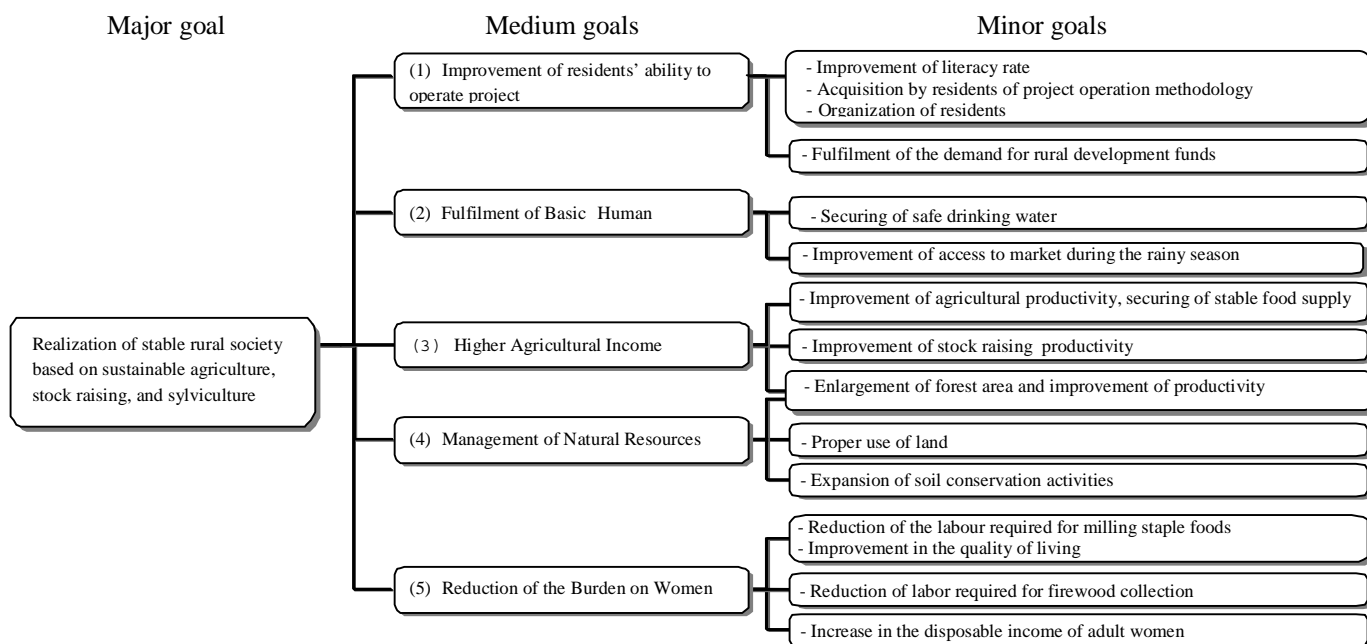 Major goal
Medium goals
Minor goals
Realization of stable rural society
based on sustainable agriculture,
stock raising, and sylviculture
(1) Improvement of residents’ ability to
operate project
- Improvement of literacy rate
- Acquisition by residents of project operation methodology
- Organization of residents
- Fulfilment of the demand for rural development funds
(2) Fulfilment of Basic Human
- Securing of safe drinking water
- Improvement of access to market during the rainy season
(3) Higher Agricultural Income
- Improvement of agricultural productivity, securing of stable food supply
- Improvement of stock raising productivity
- Enlargement of forest area and improvement of productivity
(4) Management of Natural Resources
- Proper use of land
- Expansion of soil conservation activities
(5) Reduction of the Burden on Women
- Reduction of the labour required for milling staple foods
- Improvement in the quality of living
- Reduction of labor required for firewood collection
- Increase in the disposable income of adult women